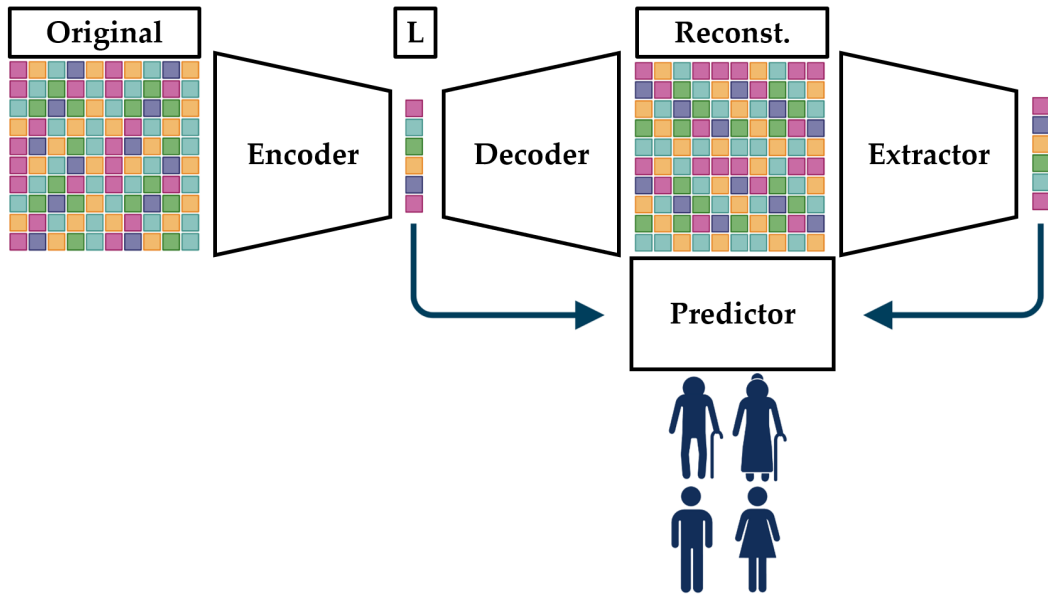 Original
L
Reconst.
Encoder
Decoder
Extractor
Predictor